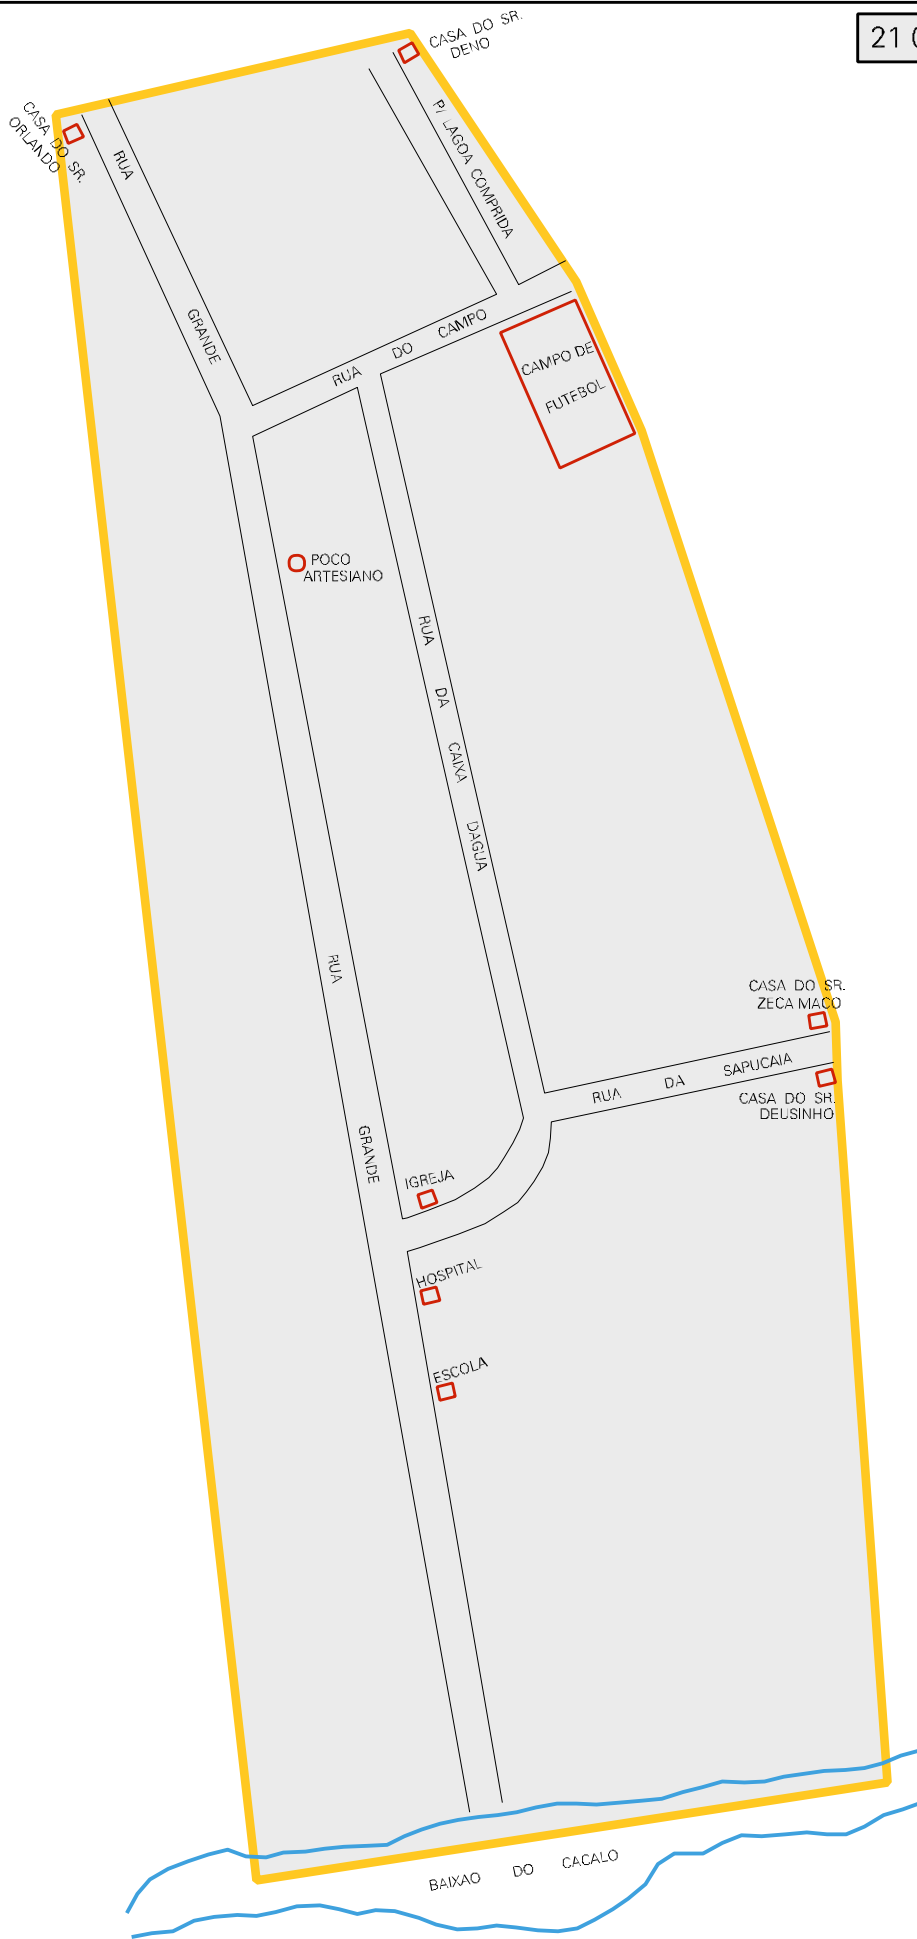 CASA DO SR.
DENO
21 0
CASA DO SR.
ORLANDO
RUA
P/ LAGOA COMPRIDA
GRANDE
RUA DO CAMPO
CAMPO DE
FUTEBOL
POCO
ARTESIANO
RUA DA CAIXA DAGUA
RUA
CASA DO SR.
ZECA MACO
RUA DA SAPUCAIA
CASA DO SR.
DEUSINHO
GRANDE
IGREJA
HOSPITAL
ESCOLA
BAIXAO DO CACALO